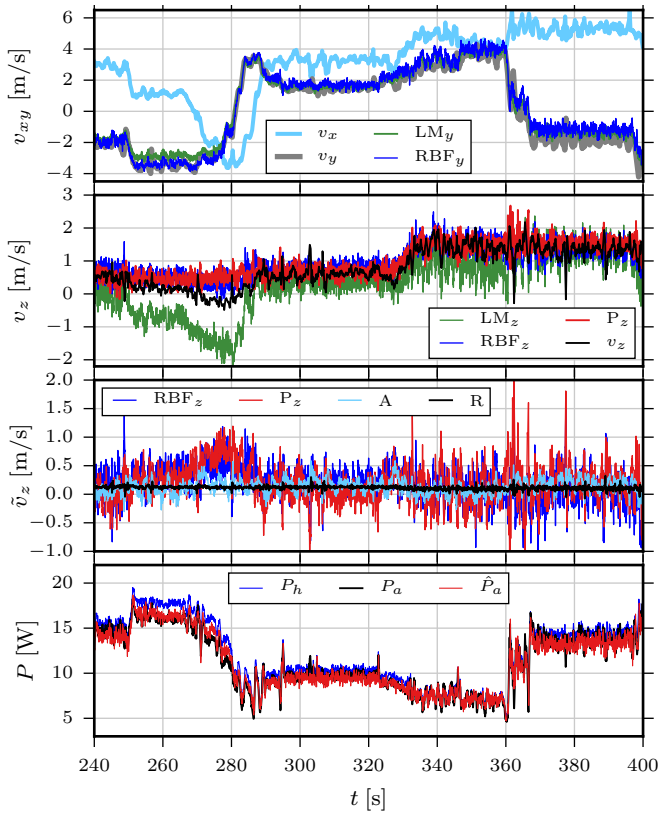 6
4
2
0
−2
−4
v_xy [m/s]
v_x LM_y
v_y RBF_y
3
2
1
0
−1
−2
v_z [m/s]
LM_z P_z
RBF_z v_z
2.0
1.5
1.0
0.5
0.0
−0.5
−1.0
ṽ_z [m/s]
RBF_z P_z A R
20
15
10
5
P [W]
P_h P_a P̂_a
240 260 280 300 320 340 360 380 400
t [s]